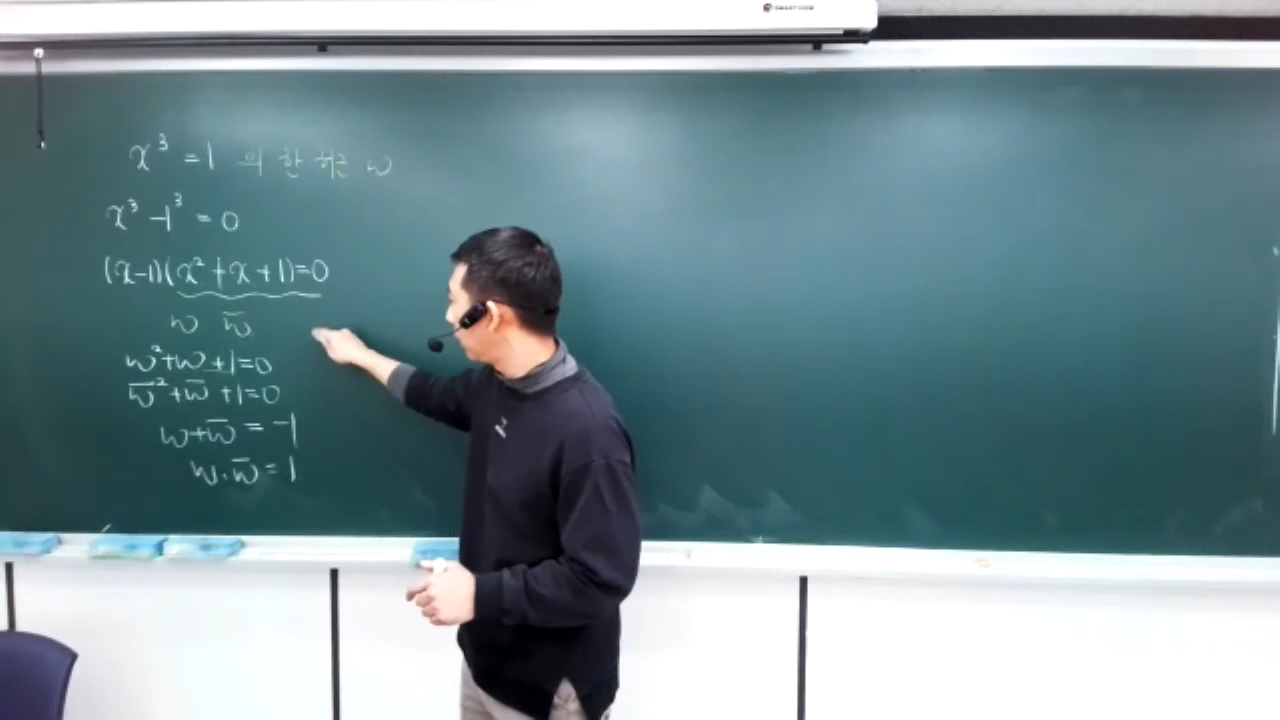 SMARTVIEW
x³ = 1 의 한 허근 ω
x³ - 1³ = 0
(x-1)(x² + x + 1) = 0
ω ω̅
ω² + ω + 1 = 0
ω̅² + ω̅ + 1 = 0
ω + ω̅ = -1
ω · ω̅ = 1